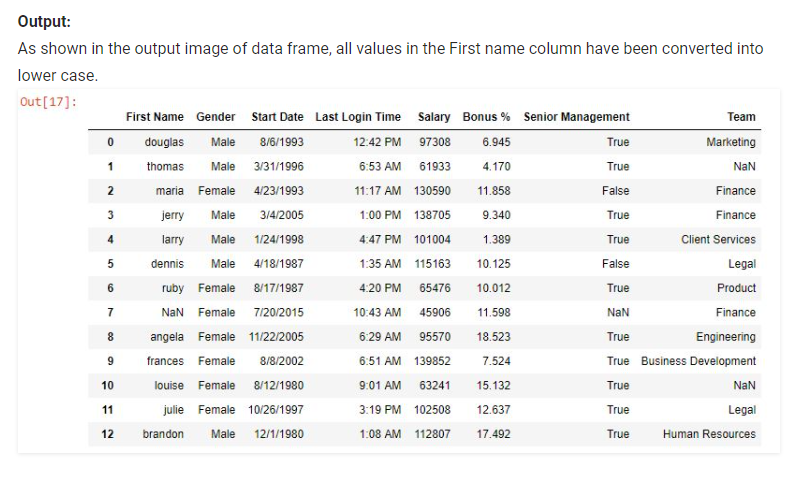 Output:
As shown in the output image of data frame, all values in the First name column have been converted into
lower case.
Out[17]:
First Name Gender Start Date Last Login Time Salary Bonus % Senior Management Team
0 douglas Male 8/6/1993 12:42 PM 97308 6.945 True Marketing
1 thomas Male 3/31/1996 6:53 AM 61933 4.170 True NaN
2 maria Female 4/23/1993 11:17 AM 130590 11.858 False Finance
3 jerry Male 3/4/2005 1:00 PM 138705 9.340 True Finance
4 larry Male 1/24/1998 4:47 PM 101004 1.389 True Client Services
5 dennis Male 4/18/1987 1:35 AM 115163 10.125 False Legal
6 ruby Female 8/17/1987 4:20 PM 65476 10.012 True Product
7 NaN Female 7/20/2015 10:43 AM 45906 11.598 NaN Finance
8 angela Female 11/22/2005 6:29 AM 95570 18.523 True Engineering
9 frances Female 8/8/2002 6:51 AM 139852 7.524 True Business Development
10 louise Female 8/12/1980 9:01 AM 63241 15.132 True NaN
11 julie Female 10/26/1997 3:19 PM 102508 12.637 True Legal
12 brandon Male 12/1/1980 1:08 AM 112807 17.492 True Human Resources